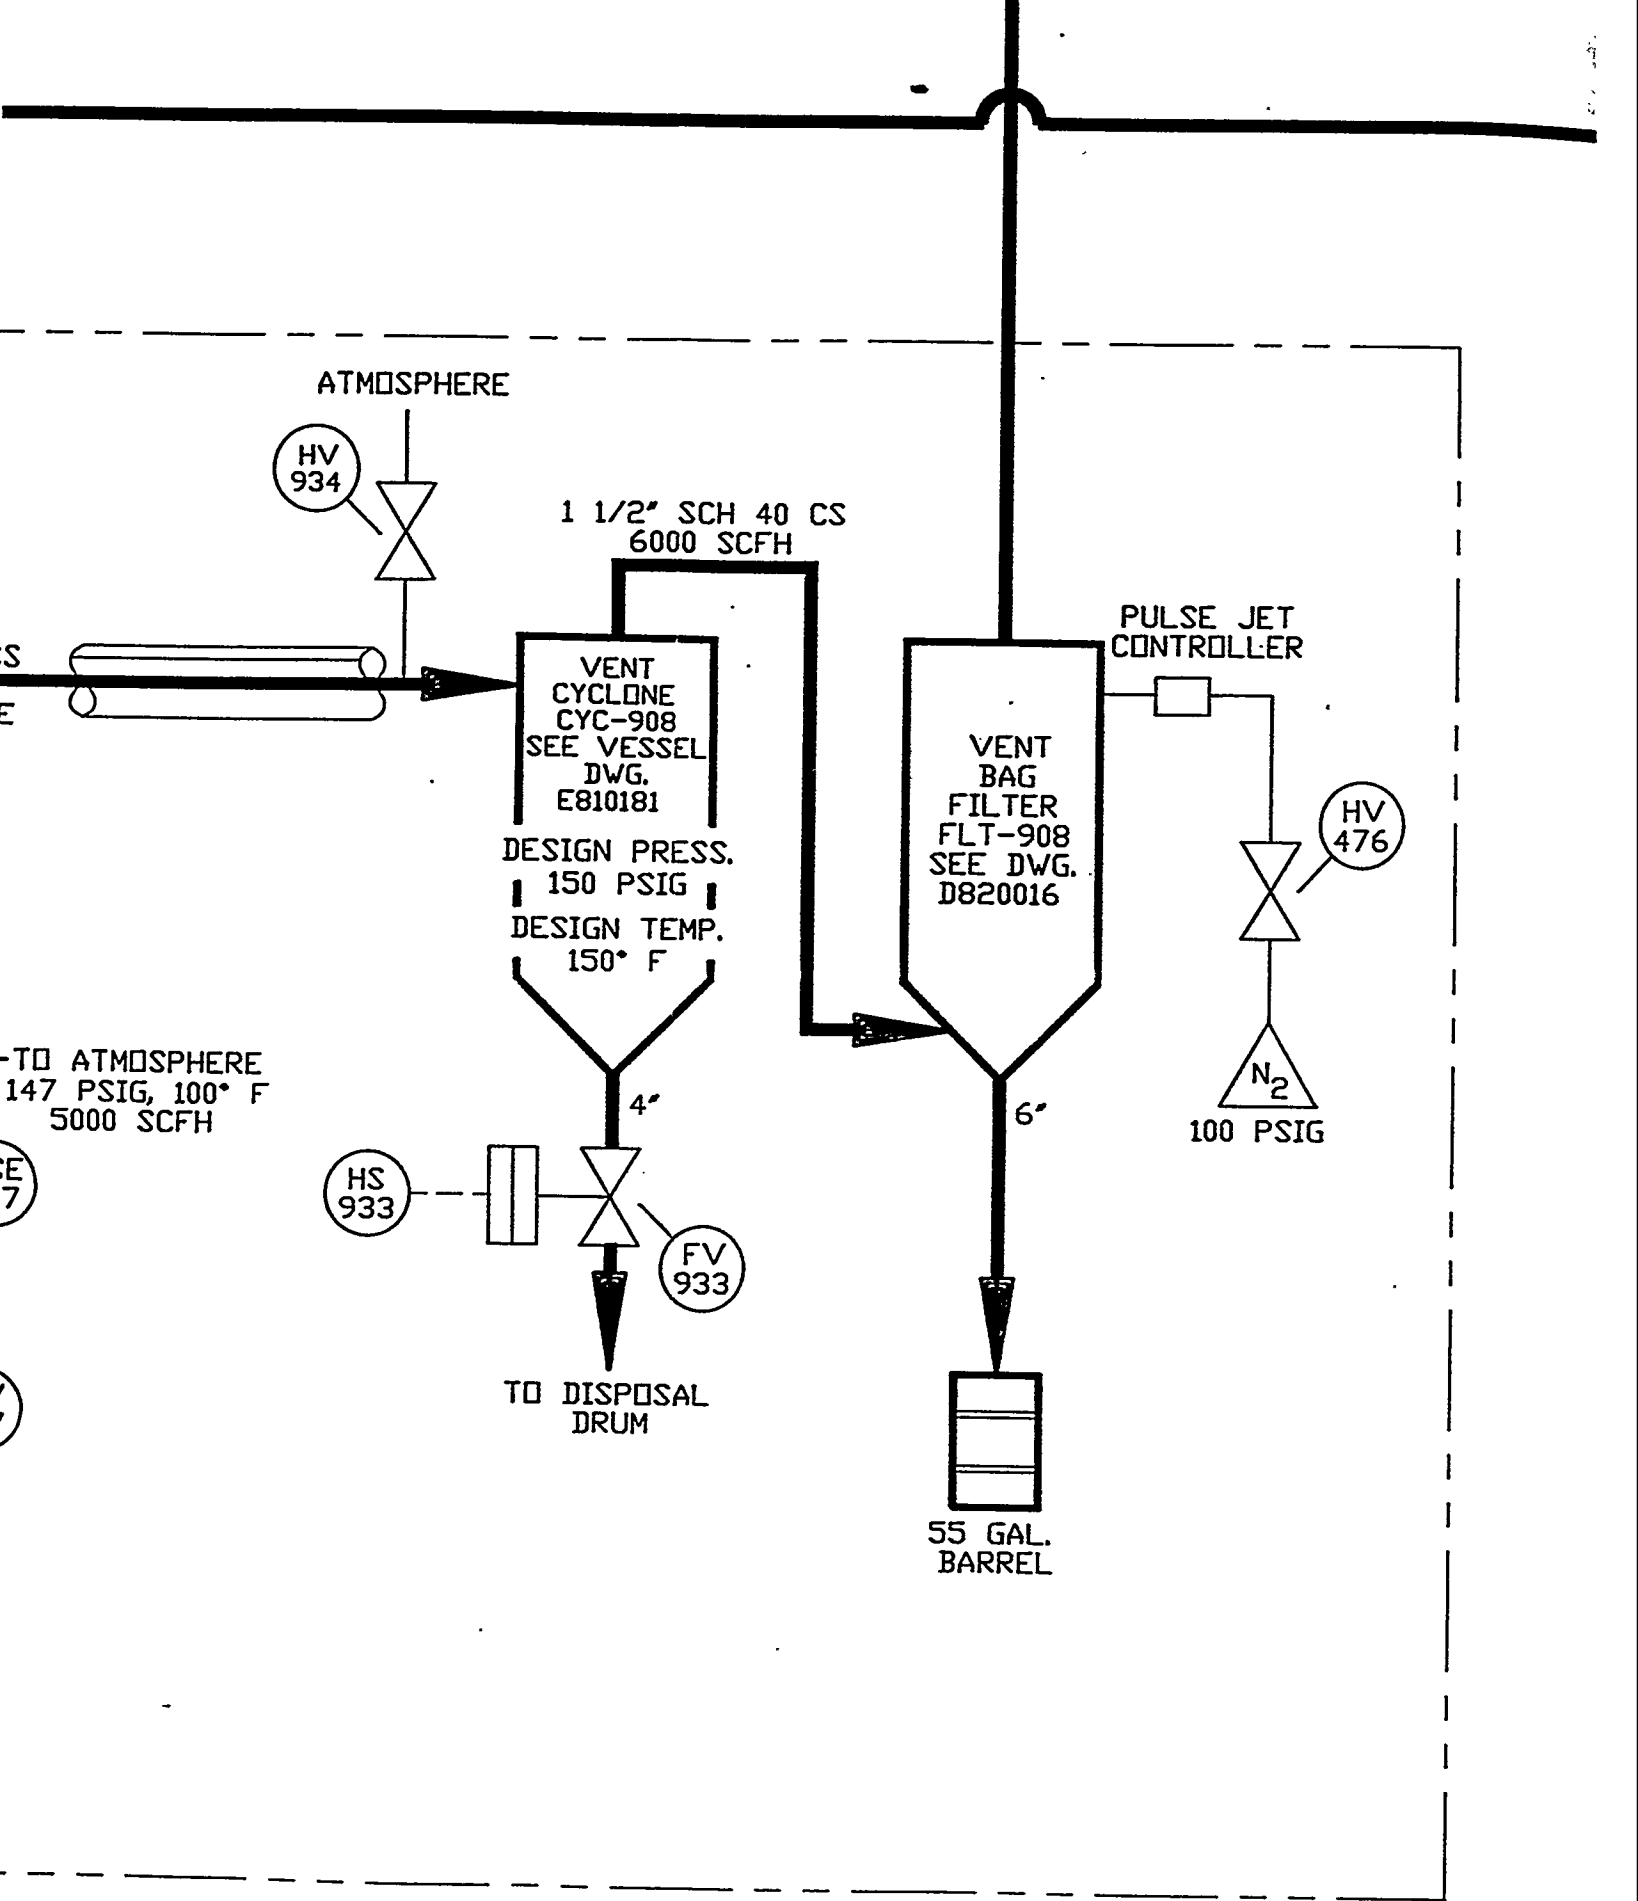 ATMOSPHERE
HV
934
1 1/2" SCH 40 CS
6000 SCFH
PULSE JET
CONTROLLER
VENT
CYCLONE
CYC-908
SEE VESSEL
DWG.
E810181
DESIGN PRESS.
150 PSIG
DESIGN TEMP.
150° F
VENT
BAG
FILTER
FLT-908
SEE DWG.
D820016
HV
476
N2
100 PSIG
-TO ATMOSPHERE
147 PSIG, 100° F
5000 SCFH
4"
6"
HS
933
FV
933
TO DISPOSAL
DRUM
55 GAL.
BARREL